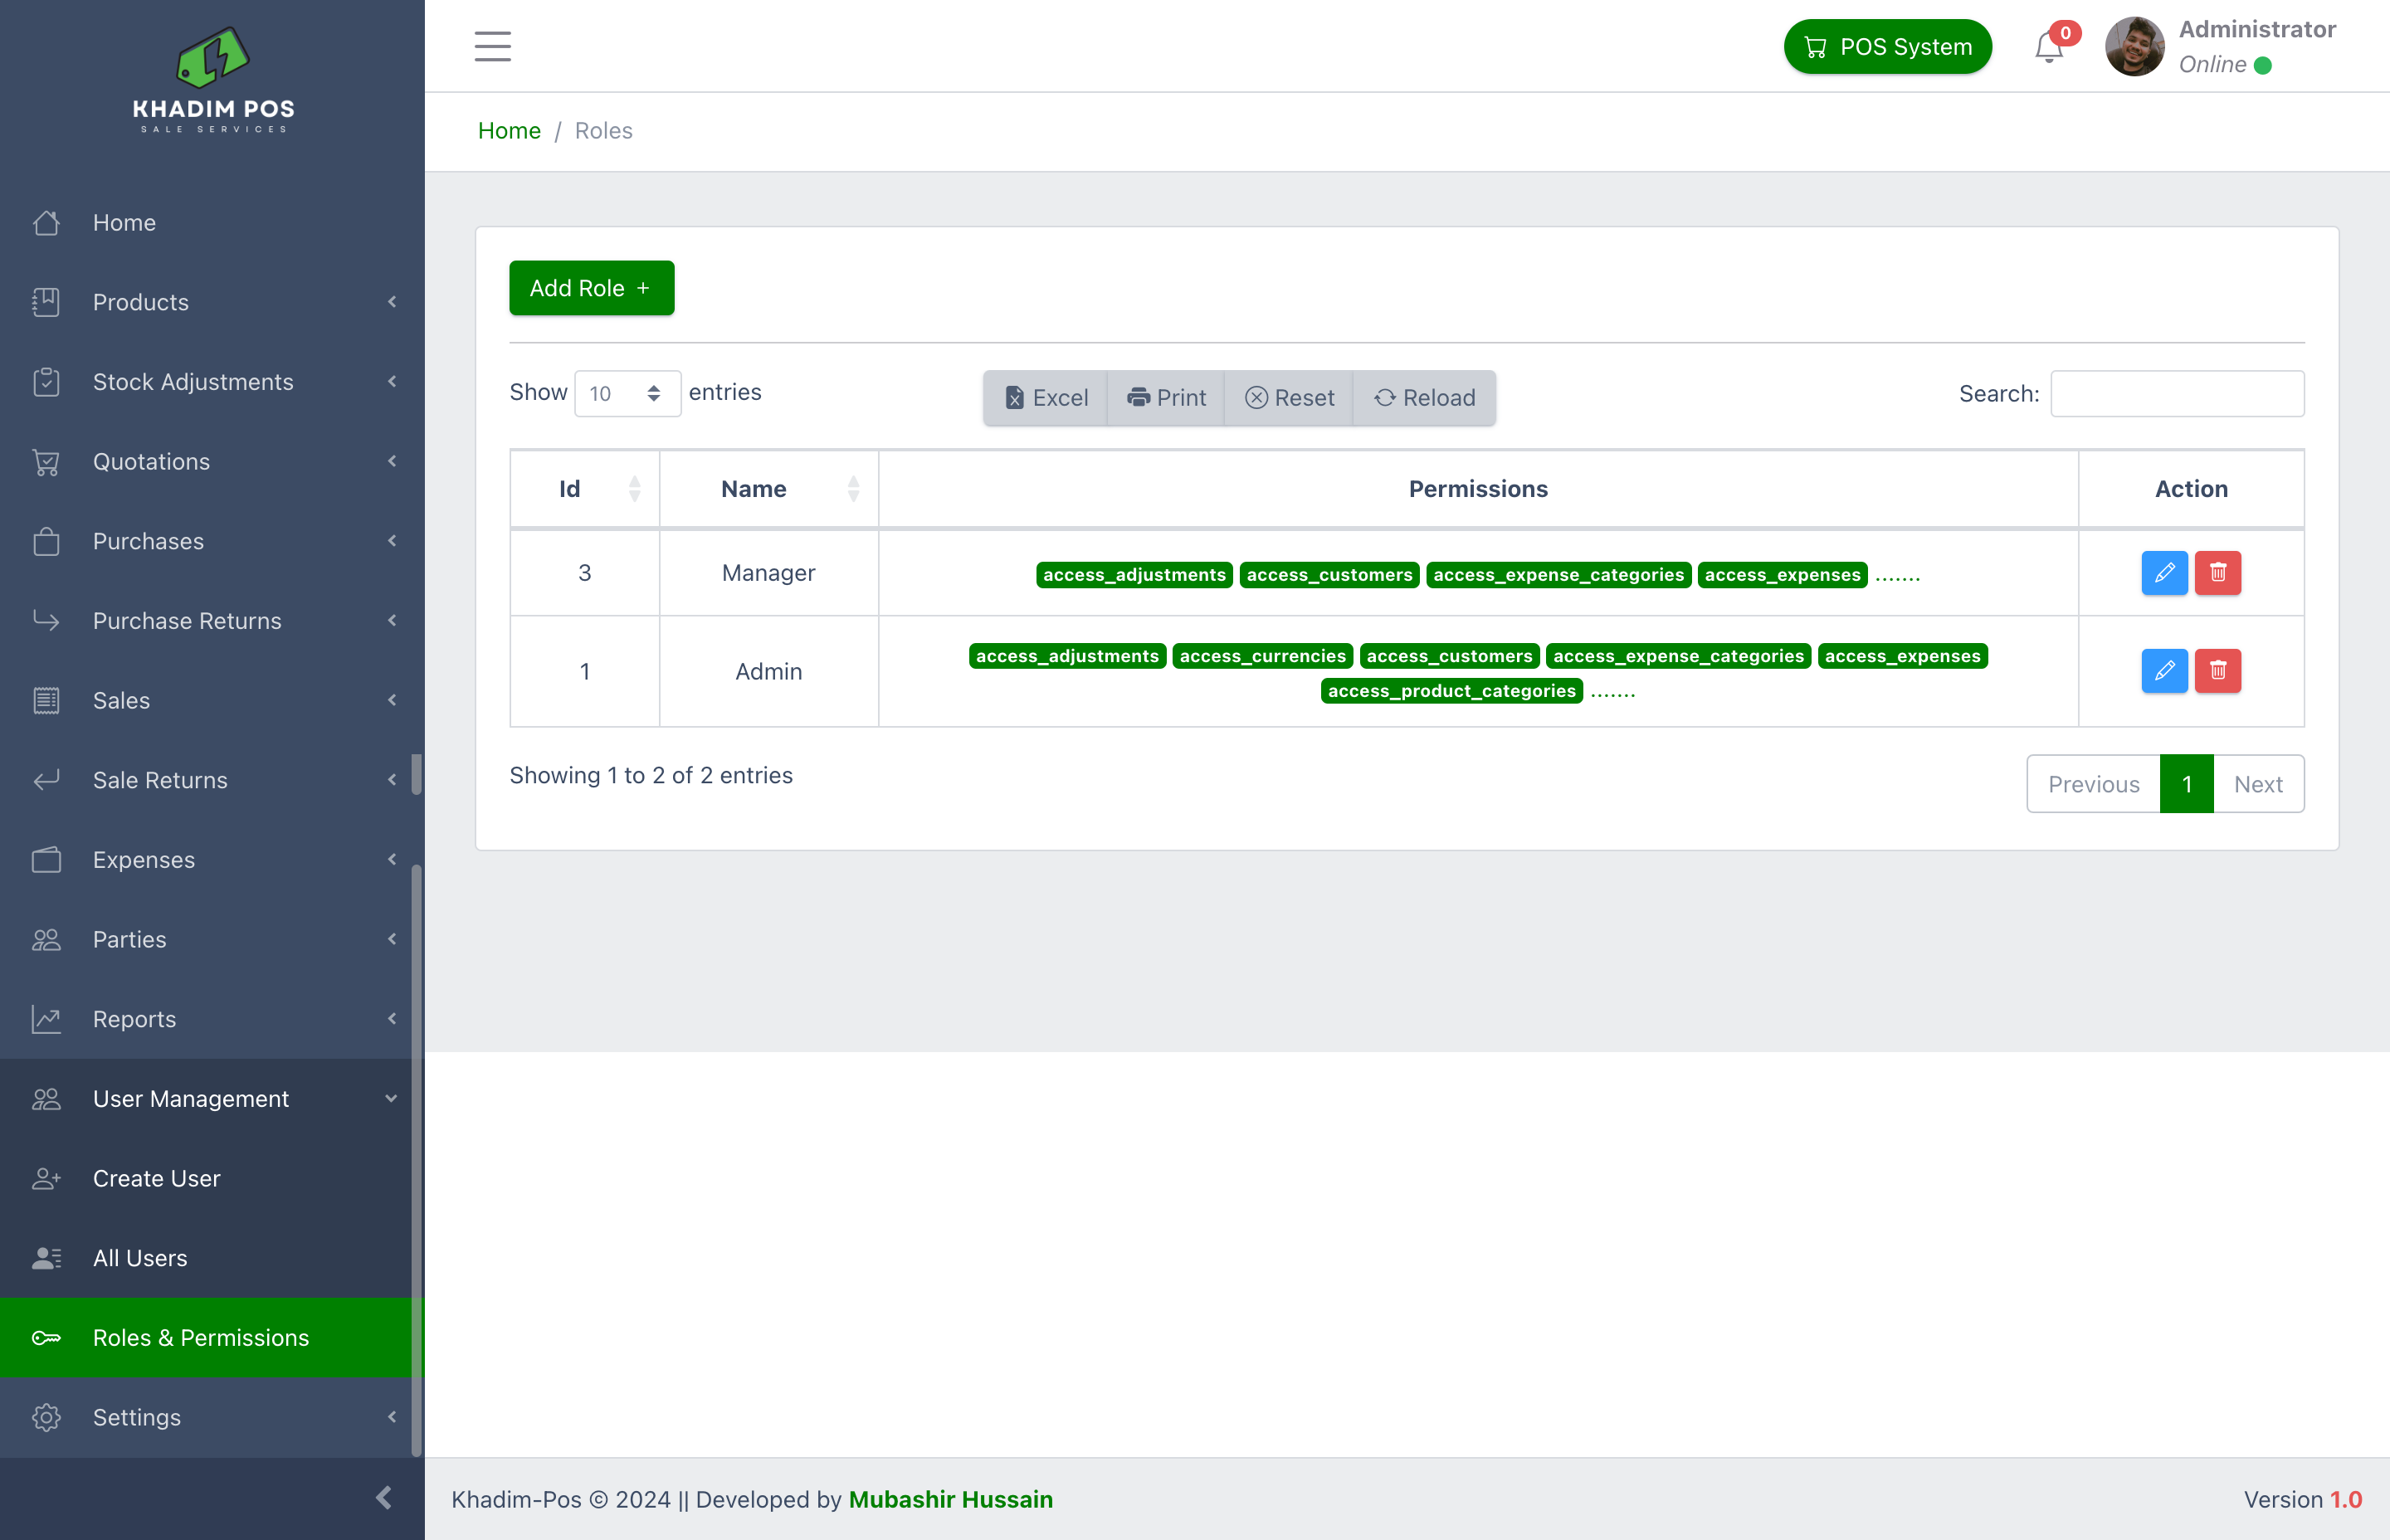 KHADIM POS
SALE SERVICES
POS System
0
Administrator
Online
Home / Roles
Home
Products
Stock Adjustments
Quotations
Purchases
Purchase Returns
Sales
Sale Returns
Expenses
Parties
Reports
User Management
Create User
All Users
Roles & Permissions
Settings
Add Role +
Show 10 entries
Excel Print Reset Reload
Search:
Id Name Permissions Action
3 Manager access_adjustments access_customers access_expense_categories access_expenses .......
1 Admin access_adjustments access_currencies access_customers access_expense_categories access_expenses
access_product_categories .......
Showing 1 to 2 of 2 entries
Previous 1 Next
Khadim-Pos © 2024 || Developed by Mubashir Hussain
Version 1.0